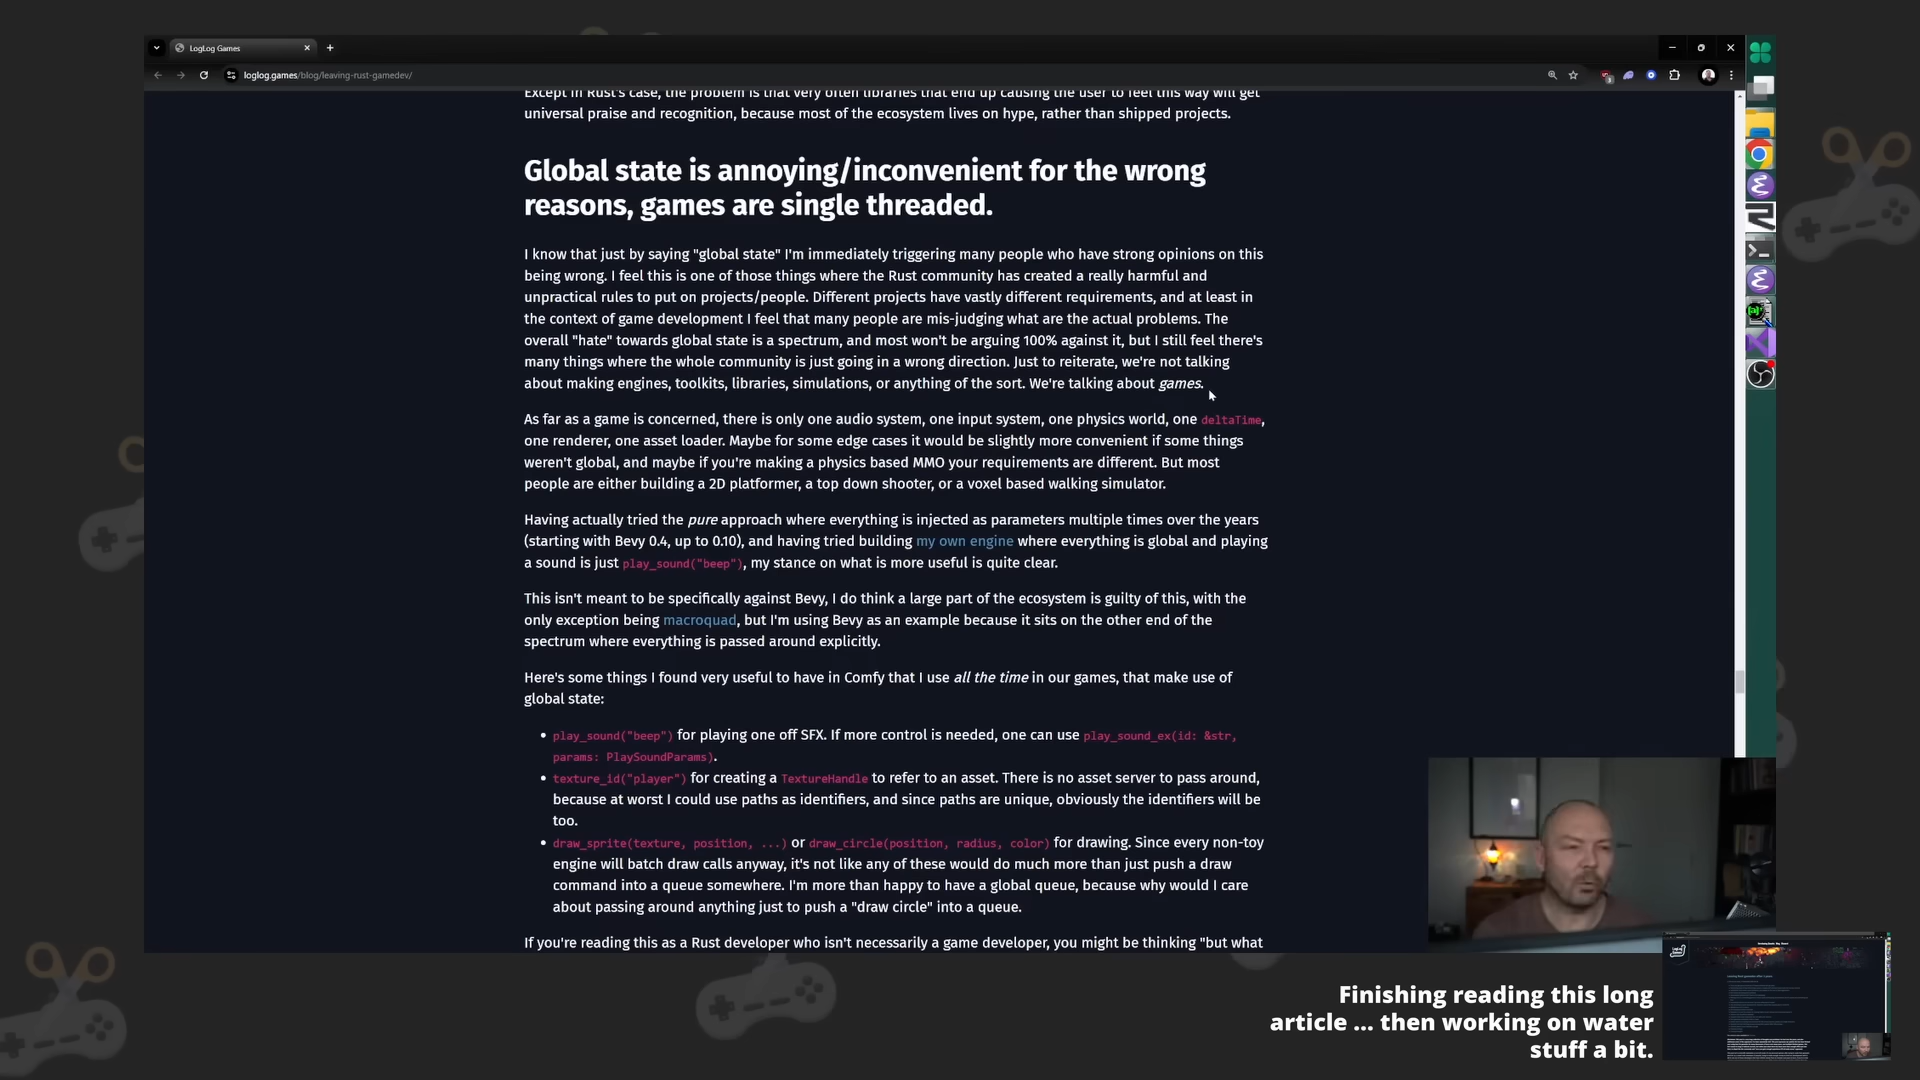 LogLog Games
loglog.games/blog/leaving-rust-gamedev/
Except in Rust's case, the problem is that very often libraries that end up causing the user to feel this way will get
universal praise and recognition, because most of the ecosystem lives on hype, rather than shipped projects.
Global state is annoying/inconvenient for the wrong
reasons, games are single threaded.
I know that just by saying "global state" I'm immediately triggering many people who have strong opinions on this
being wrong. I feel this is one of those things where the Rust community has created a really harmful and
unpractical rules to put on projects/people. Different projects have vastly different requirements, and at least in
the context of game development I feel that many people are mis-judging what are the actual problems. The
overall "hate" towards global state is a spectrum, and most won't be arguing 100% against it, but I still feel there's
many things where the whole community is just going in a wrong direction. Just to reiterate, we're not talking
about making engines, toolkits, libraries, simulations, or anything of the sort. We're talking about games.
As far as a game is concerned, there is only one audio system, one input system, one physics world, one deltaTime,
one renderer, one asset loader. Maybe for some edge cases it would be slightly more convenient if some things
weren't global, and maybe if you're making a physics based MMO your requirements are different. But most
people are either building a 2D platformer, a top down shooter, or a voxel based walking simulator.
Having actually tried the pure approach where everything is injected as parameters multiple times over the years
(starting with Bevy 0.4, up to 0.10), and having tried building my own engine where everything is global and playing
a sound is just play_sound("beep"), my stance on what is more useful is quite clear.
This isn't meant to be specifically against Bevy, I do think a large part of the ecosystem is guilty of this, with the
only exception being macroquad, but I'm using Bevy as an example because it sits on the other end of the
spectrum where everything is passed around explicitly.
Here's some things I found very useful to have in Comfy that I use all the time in our games, that make use of
global state:
• play_sound("beep") for playing one off SFX. If more control is needed, one can use play_sound_ex(id: &str,
params: PlaySoundParams).
• texture_id("player") for creating a TextureHandle to refer to an asset. There is no asset server to pass around,
because at worst I could use paths as identifiers, and since paths are unique, obviously the identifiers will be
too.
• draw_sprite(texture, position, ...) or draw_circle(position, radius, color) for drawing. Since every non-toy
engine will batch draw calls anyway, it's not like any of these would do much more than just push a draw
command into a queue somewhere. I'm more than happy to have a global queue, because why would I care
about passing around anything just to push a "draw circle" into a queue.
If you're reading this as a Rust developer who isn't necessarily a game developer, you might be thinking "but what
Finishing reading this long
article ... then working on water
stuff a bit.